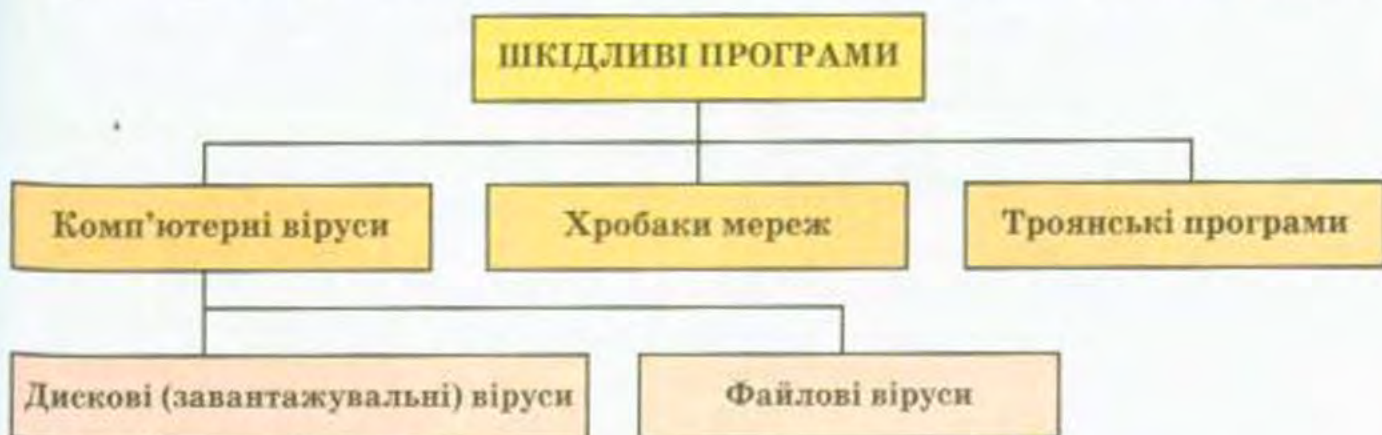 ШКІДЛИВІ ПРОГРАМИ
Комп’ютерні віруси
Хробаки мереж
Троянські програми
Дискові (завантажувальні) віруси
Файлові віруси